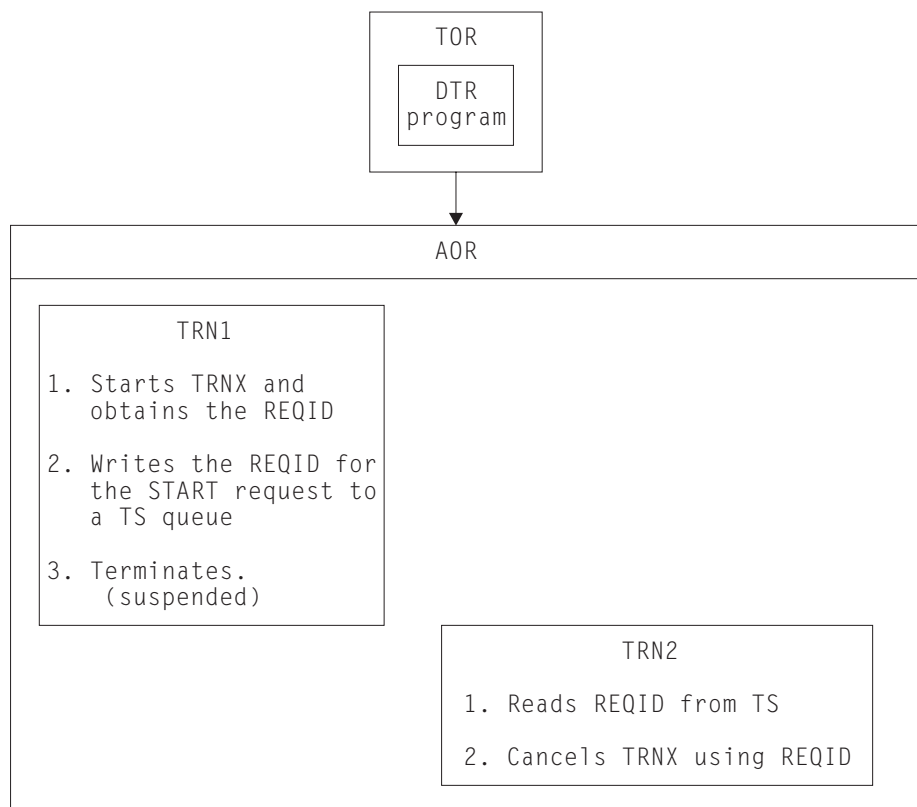 TOR
DTR
program
AOR
TRN1
1. Starts TRNX and
obtains the REQID
2. Writes the REQID for
the START request to
a TS queue
3. Terminates.
(suspended)
TRN2
1. Reads REQID from TS
2. Cancels TRNX using REQID